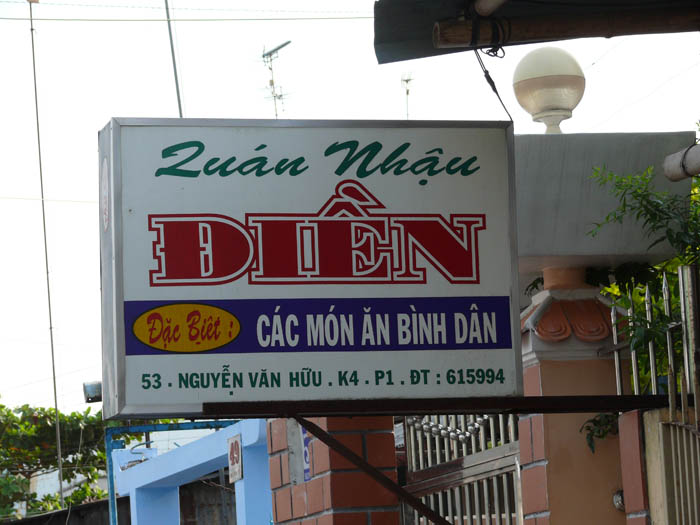 Quán Nhậu
ĐIỀN
Đặc Biệt : CÁC MÓN ĂN BÌNH DÂN
53 . NGUYỄN VĂN HỮU . K4 . P1 . ĐT : 615994